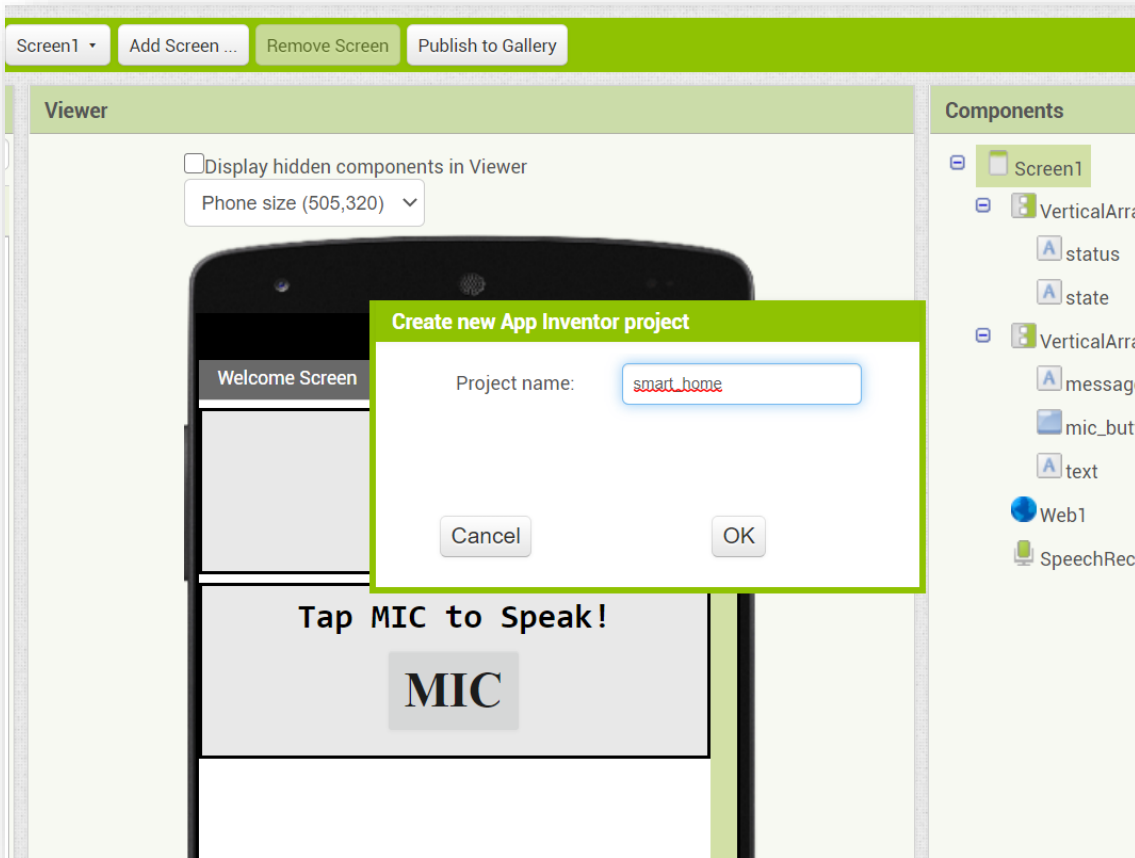 Screen1
Add Screen ...
Remove Screen
Publish to Gallery
Viewer
Display hidden components in Viewer
Phone size (505,320)
Welcome Screen
Create new App Inventor project
Project name:
smart_home
Cancel
OK
Tap MIC to Speak!
MIC
Components
Screen1
VerticalArra
status
state
VerticalArra
message
mic_but
text
Web1
SpeechRec